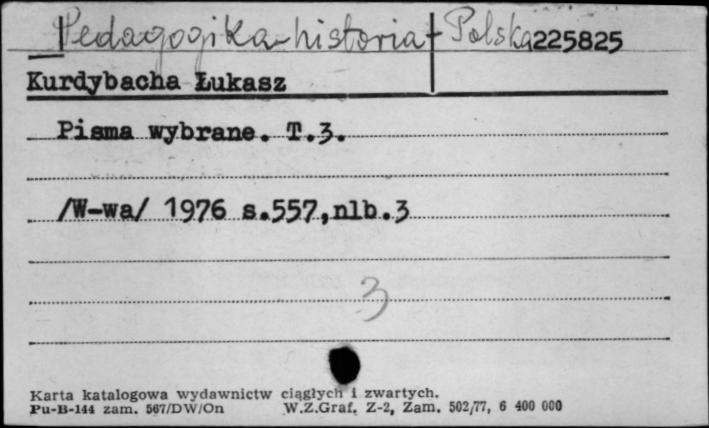 Pedagogika-historia + Polska 225825
Kurdybacha Łukasz
Pisma wybrane. T.3.
/W-wa/ 1976 s.557,nlb.3
3
Karta katalogowa wydawnictw ciągłych i zwartych.
Pu-B-144 zam. 567/DW/On W.Z.Graf. Z-2, Zam. 502/77, 6 400 000